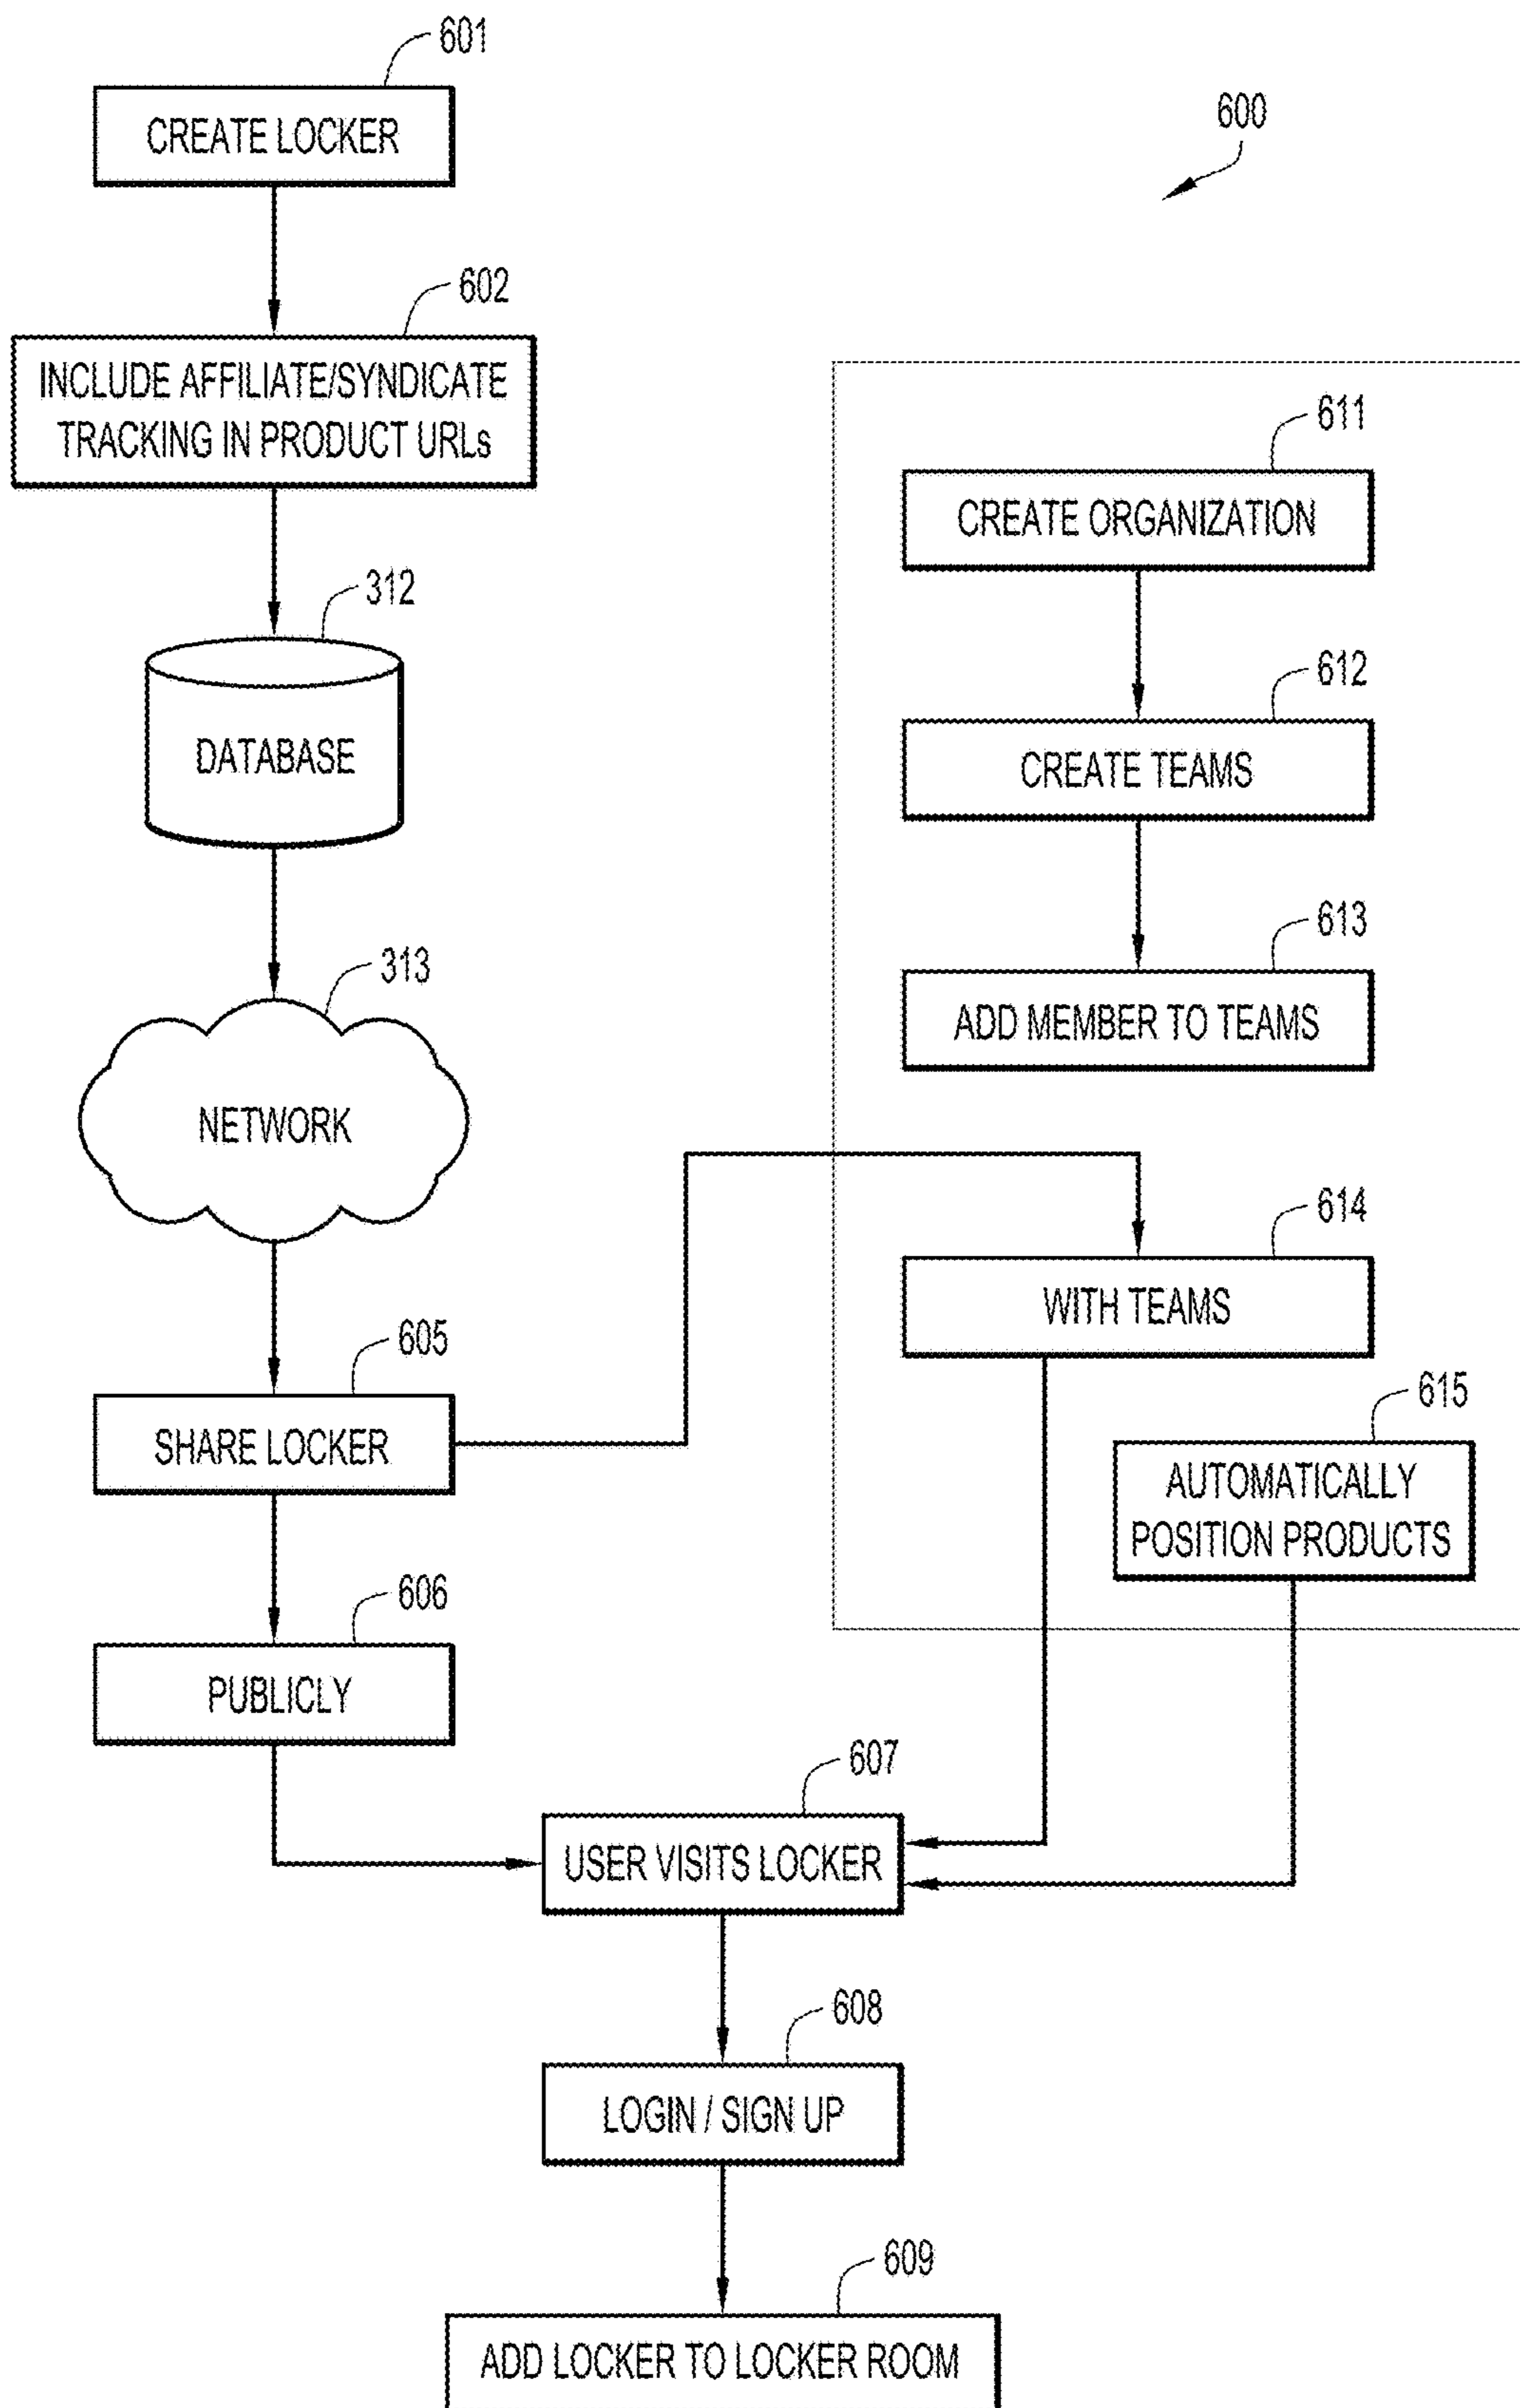 601
CREATE LOCKER
600
602
INCLUDE AFFILIATE/SYNDICATE
TRACKING IN PRODUCT URLs
312
DATABASE
313
NETWORK
605
SHARE LOCKER
606
PUBLICLY
611
CREATE ORGANIZATION
612
CREATE TEAMS
613
ADD MEMBER TO TEAMS
614
WITH TEAMS
615
AUTOMATICALLY
POSITION PRODUCTS
607
USER VISITS LOCKER
608
LOGIN / SIGN UP
609
ADD LOCKER TO LOCKER ROOM